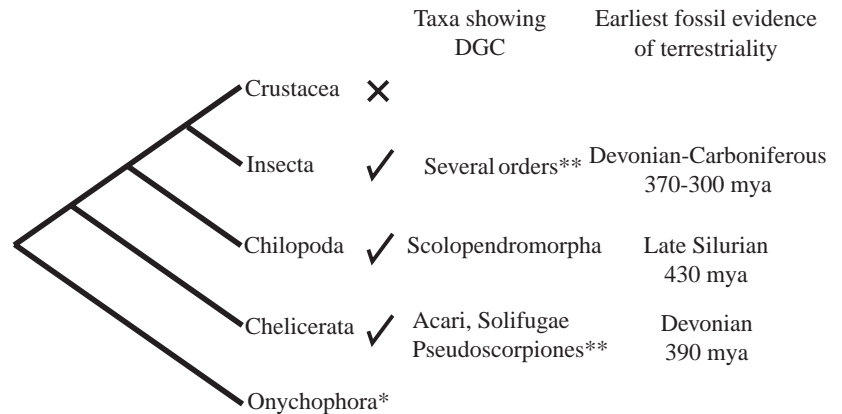 Taxa showing
DGC
Earliest fossil evidence
of terrestriality
Crustacea
Insecta
Several orders**
Devonian-Carboniferous
370-300 mya
Chilopoda
Scolopendromorpha
Late Silurian
430 mya
Chelicerata
Acari, Solifugae
Pseudoscorpiones**
Devonian
390 mya
Onychophora*